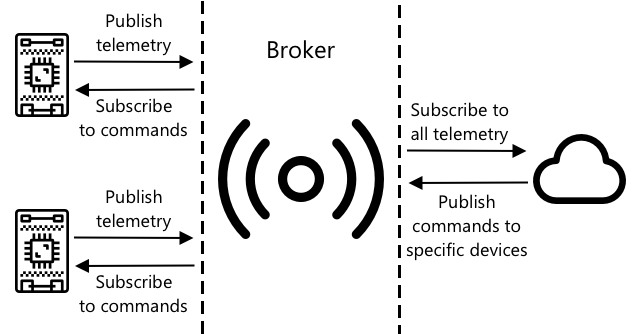 Publish
telemetry
Subscribe
to commands
Publish
telemetry
Subscribe
to commands
Broker
Subscribe to
all telemetry
Publish
commands to
specific devices